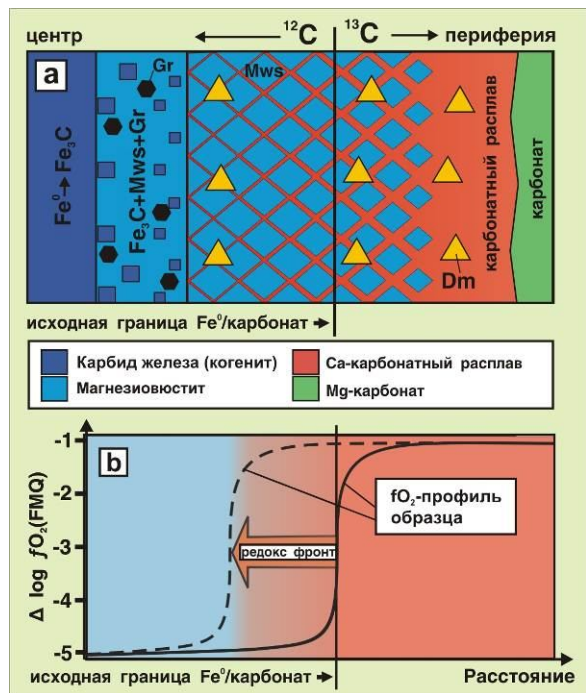 центр
¹²C
¹³C
периферия
a
Gr
Mws
Fe⁰→Fe₃C
Fe₃C+Mws+Gr
карбонатный расплав
карбонат
Dm
исходная граница Fe⁰/карбонат
Карбид железа (когенит)
Са-карбонатный расплав
Магнезиовюстит
Mg-карбонат
b
-1
-2
-3
-4
-5
Δ log fO₂(FMQ)
fO₂-профиль
образца
редокс фронт
исходная граница Fe⁰/карбонат
Расстояние